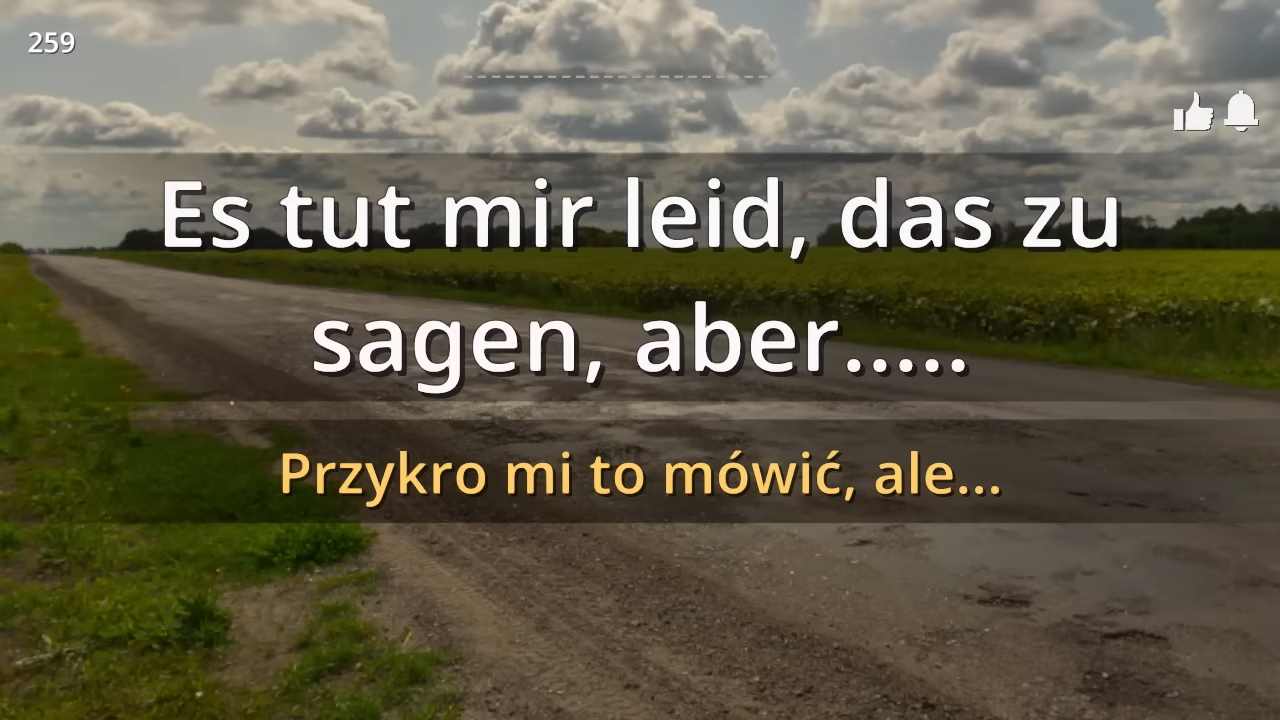 259
Es tut mir leid, das zu
sagen, aber.....
Przykro mi to mówić, ale...